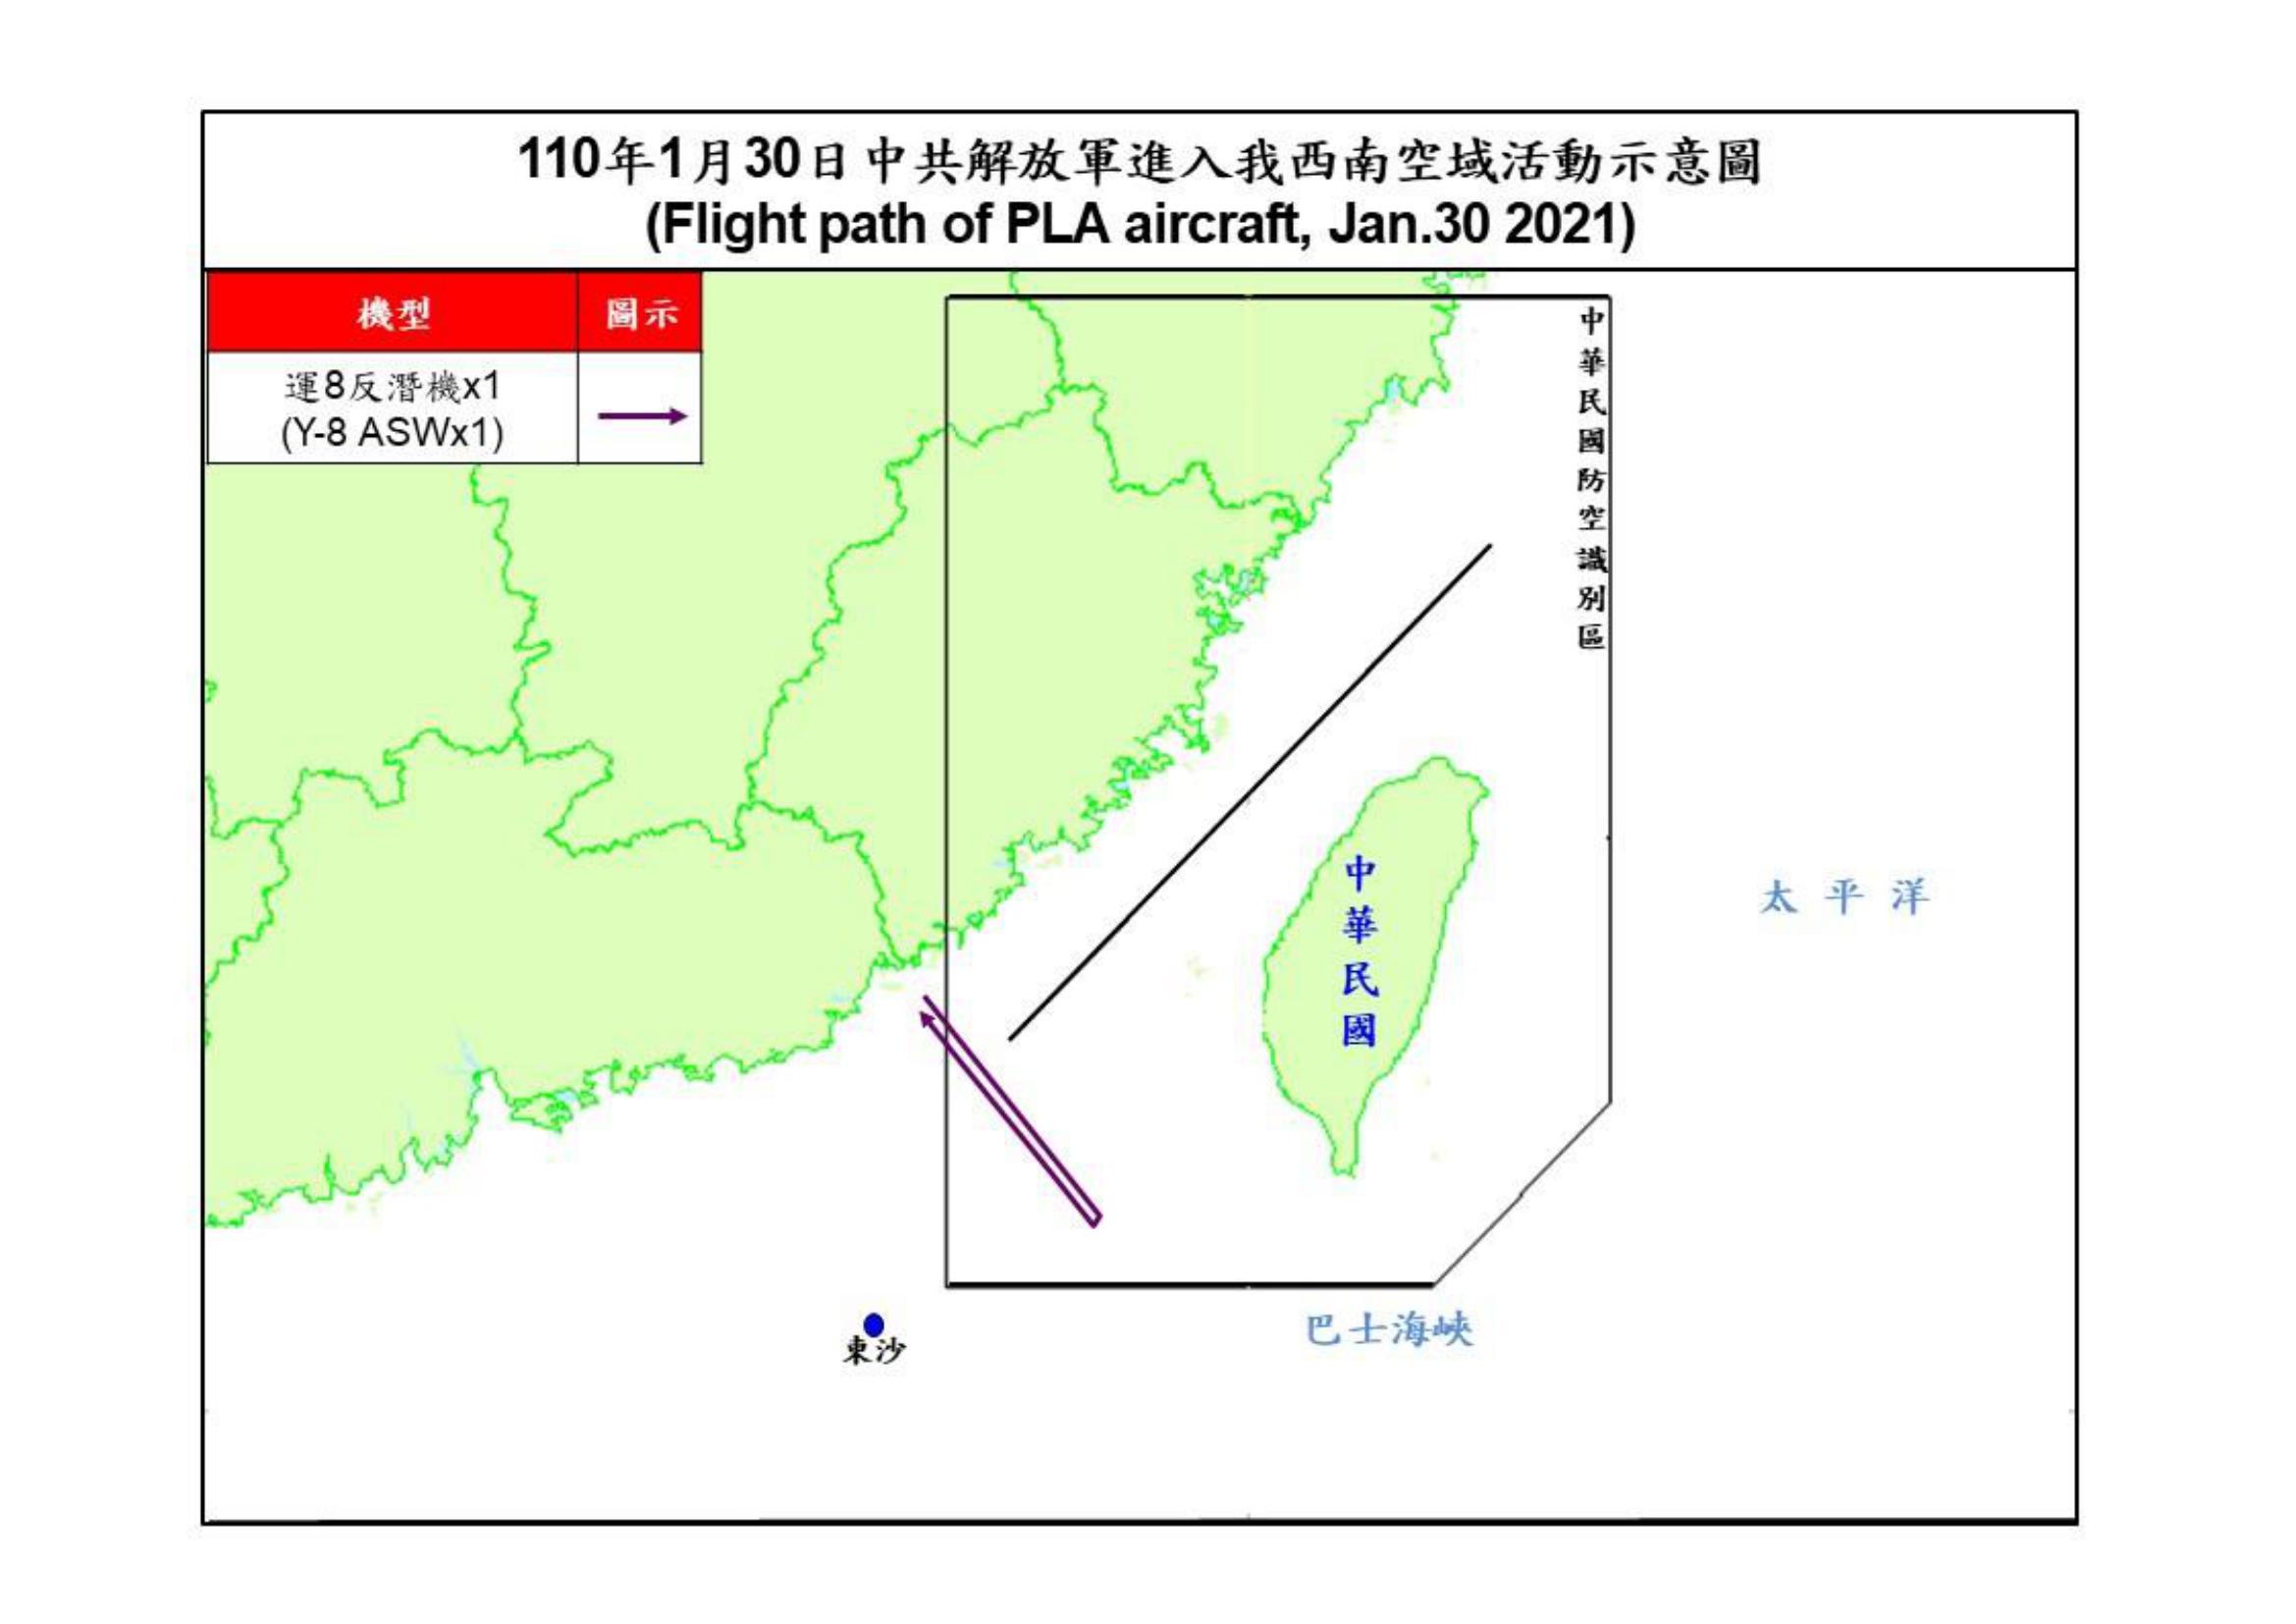 110年1月30日中共解放軍進入我西南空域活動示意圖
(Flight path of PLA aircraft, Jan.30 2021)
機型 圖示
運8反潛機x1
(Y-8 ASWx1)
中華民國防空識別區
中華民國
太平洋
巴士海峽
東沙